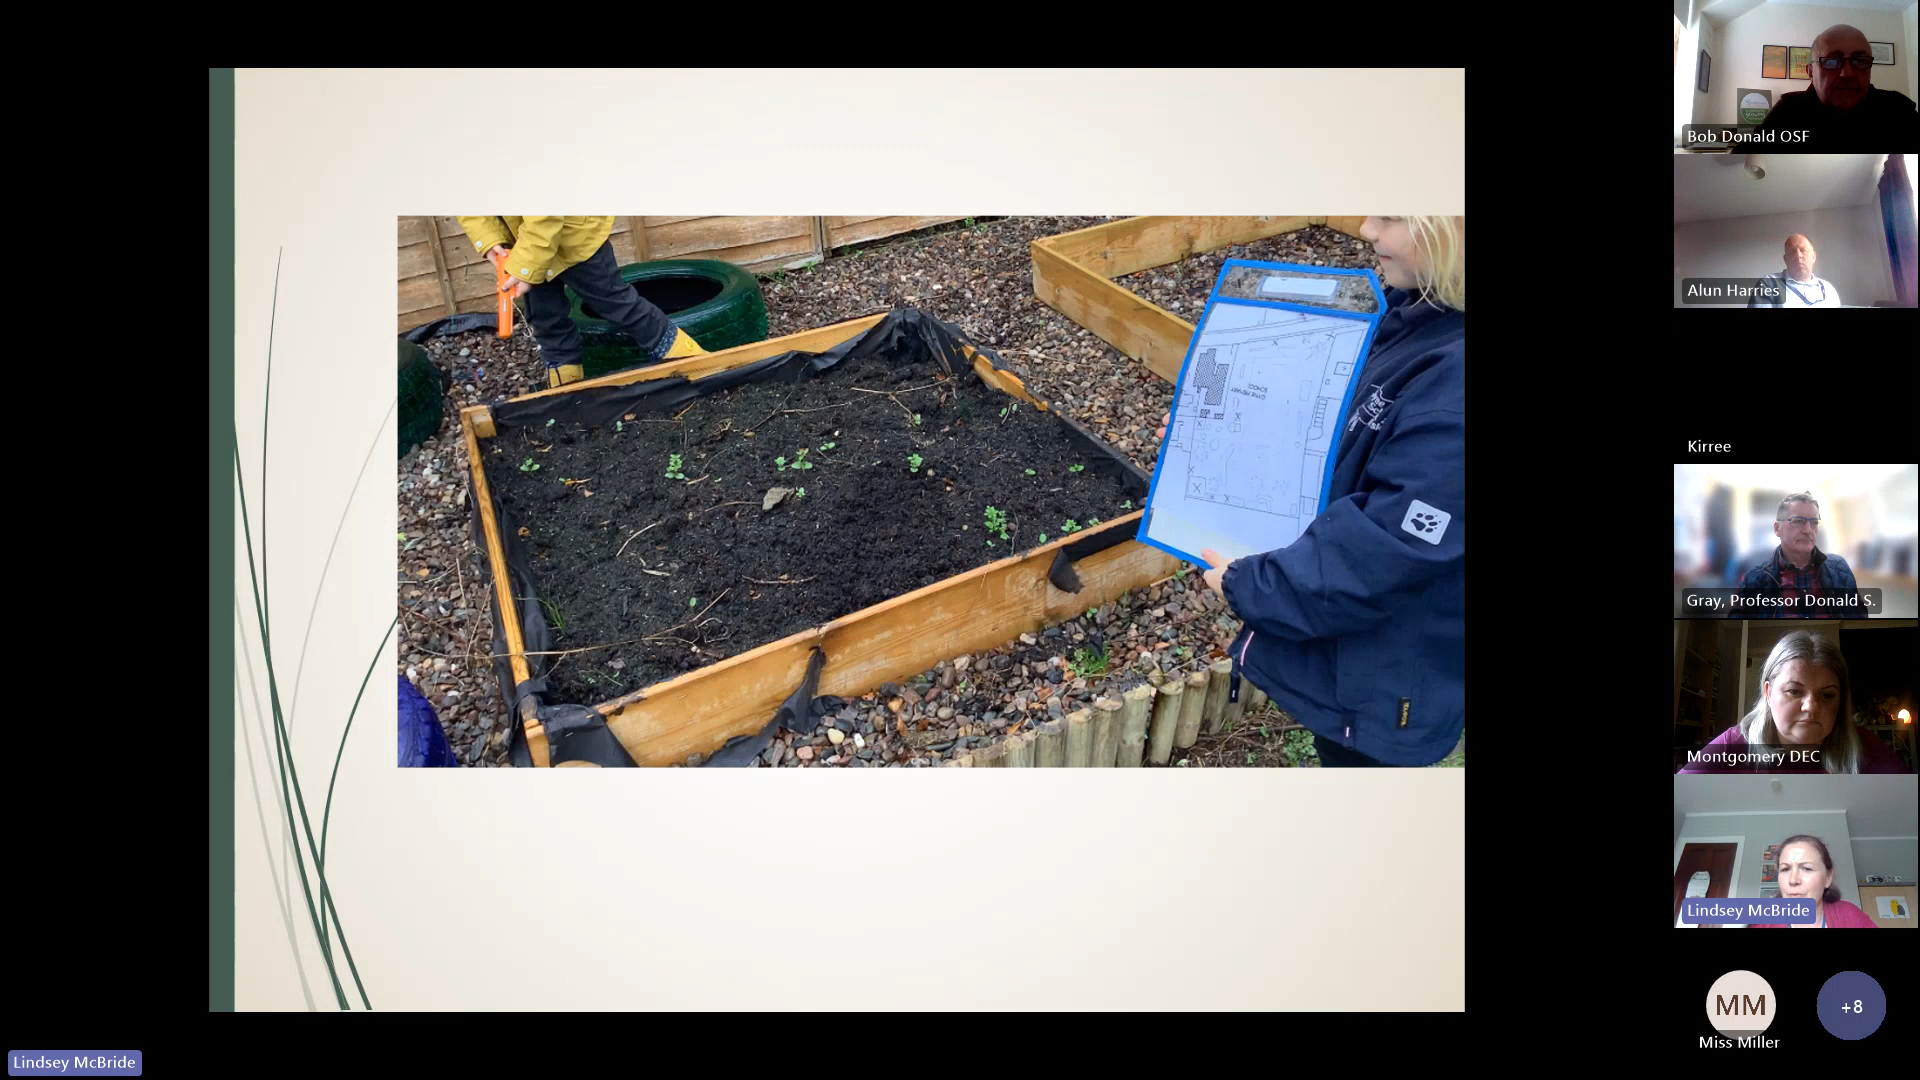 Bob Donald OSF
Alun Harries
Kirree
Gray, Professor Donald S.
Montgomery DEC
Lindsey McBride
MM
+8
Miss Miller
Lindsey McBride
SCHOOL